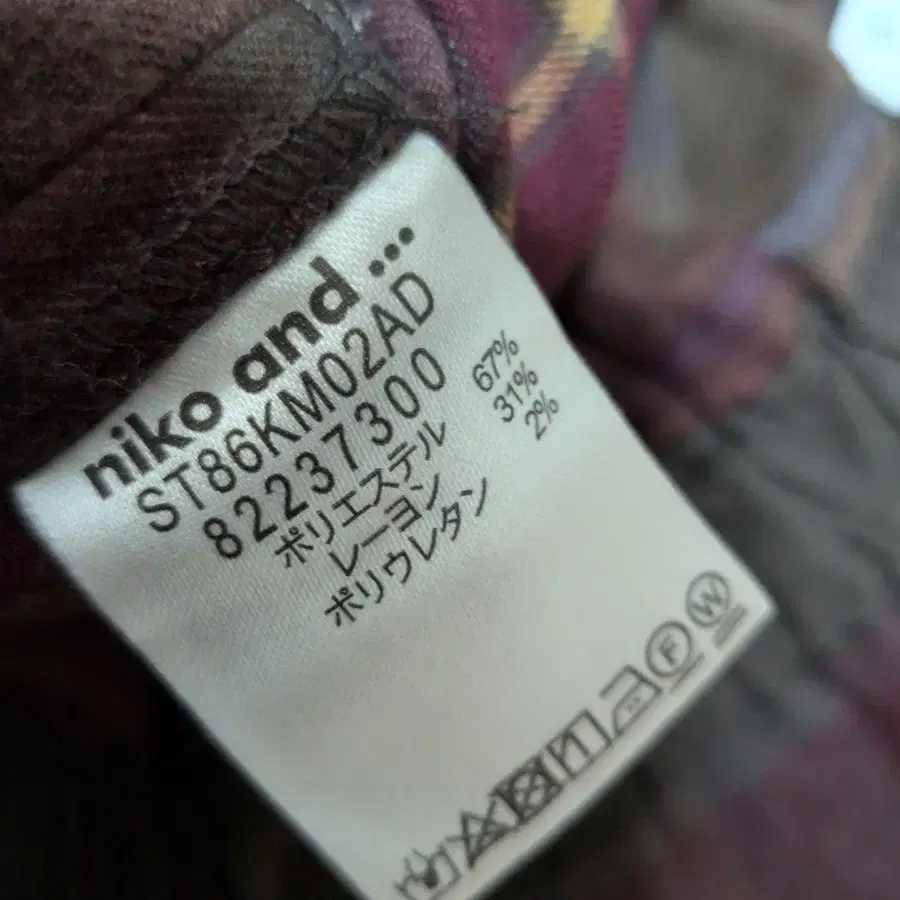 niko and ...
ST86KM02AD
82237300
ポリエステル 67%
レーヨン 31%
ポリウレタン 2%
F W